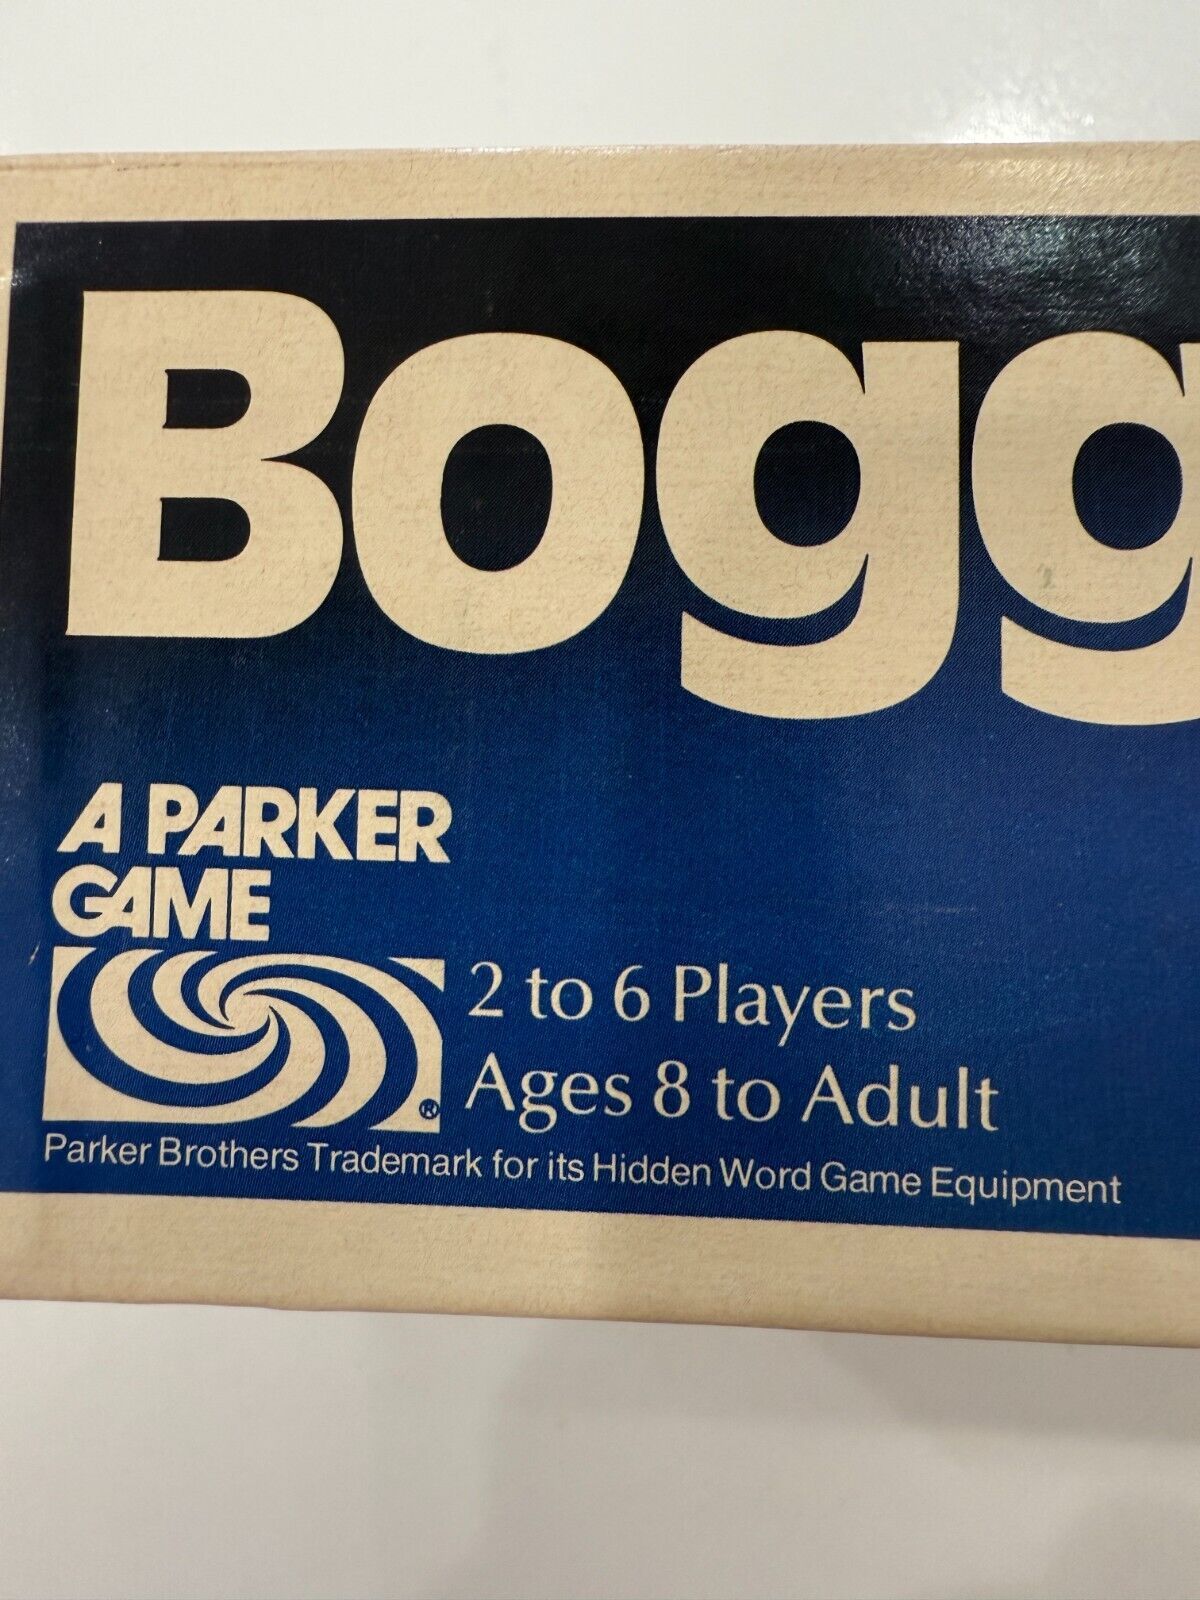 Bogg
A PARKER
GAME
®
2 to 6 Players
Ages 8 to Adult
Parker Brothers Trademark for its Hidden Word Game Equipment